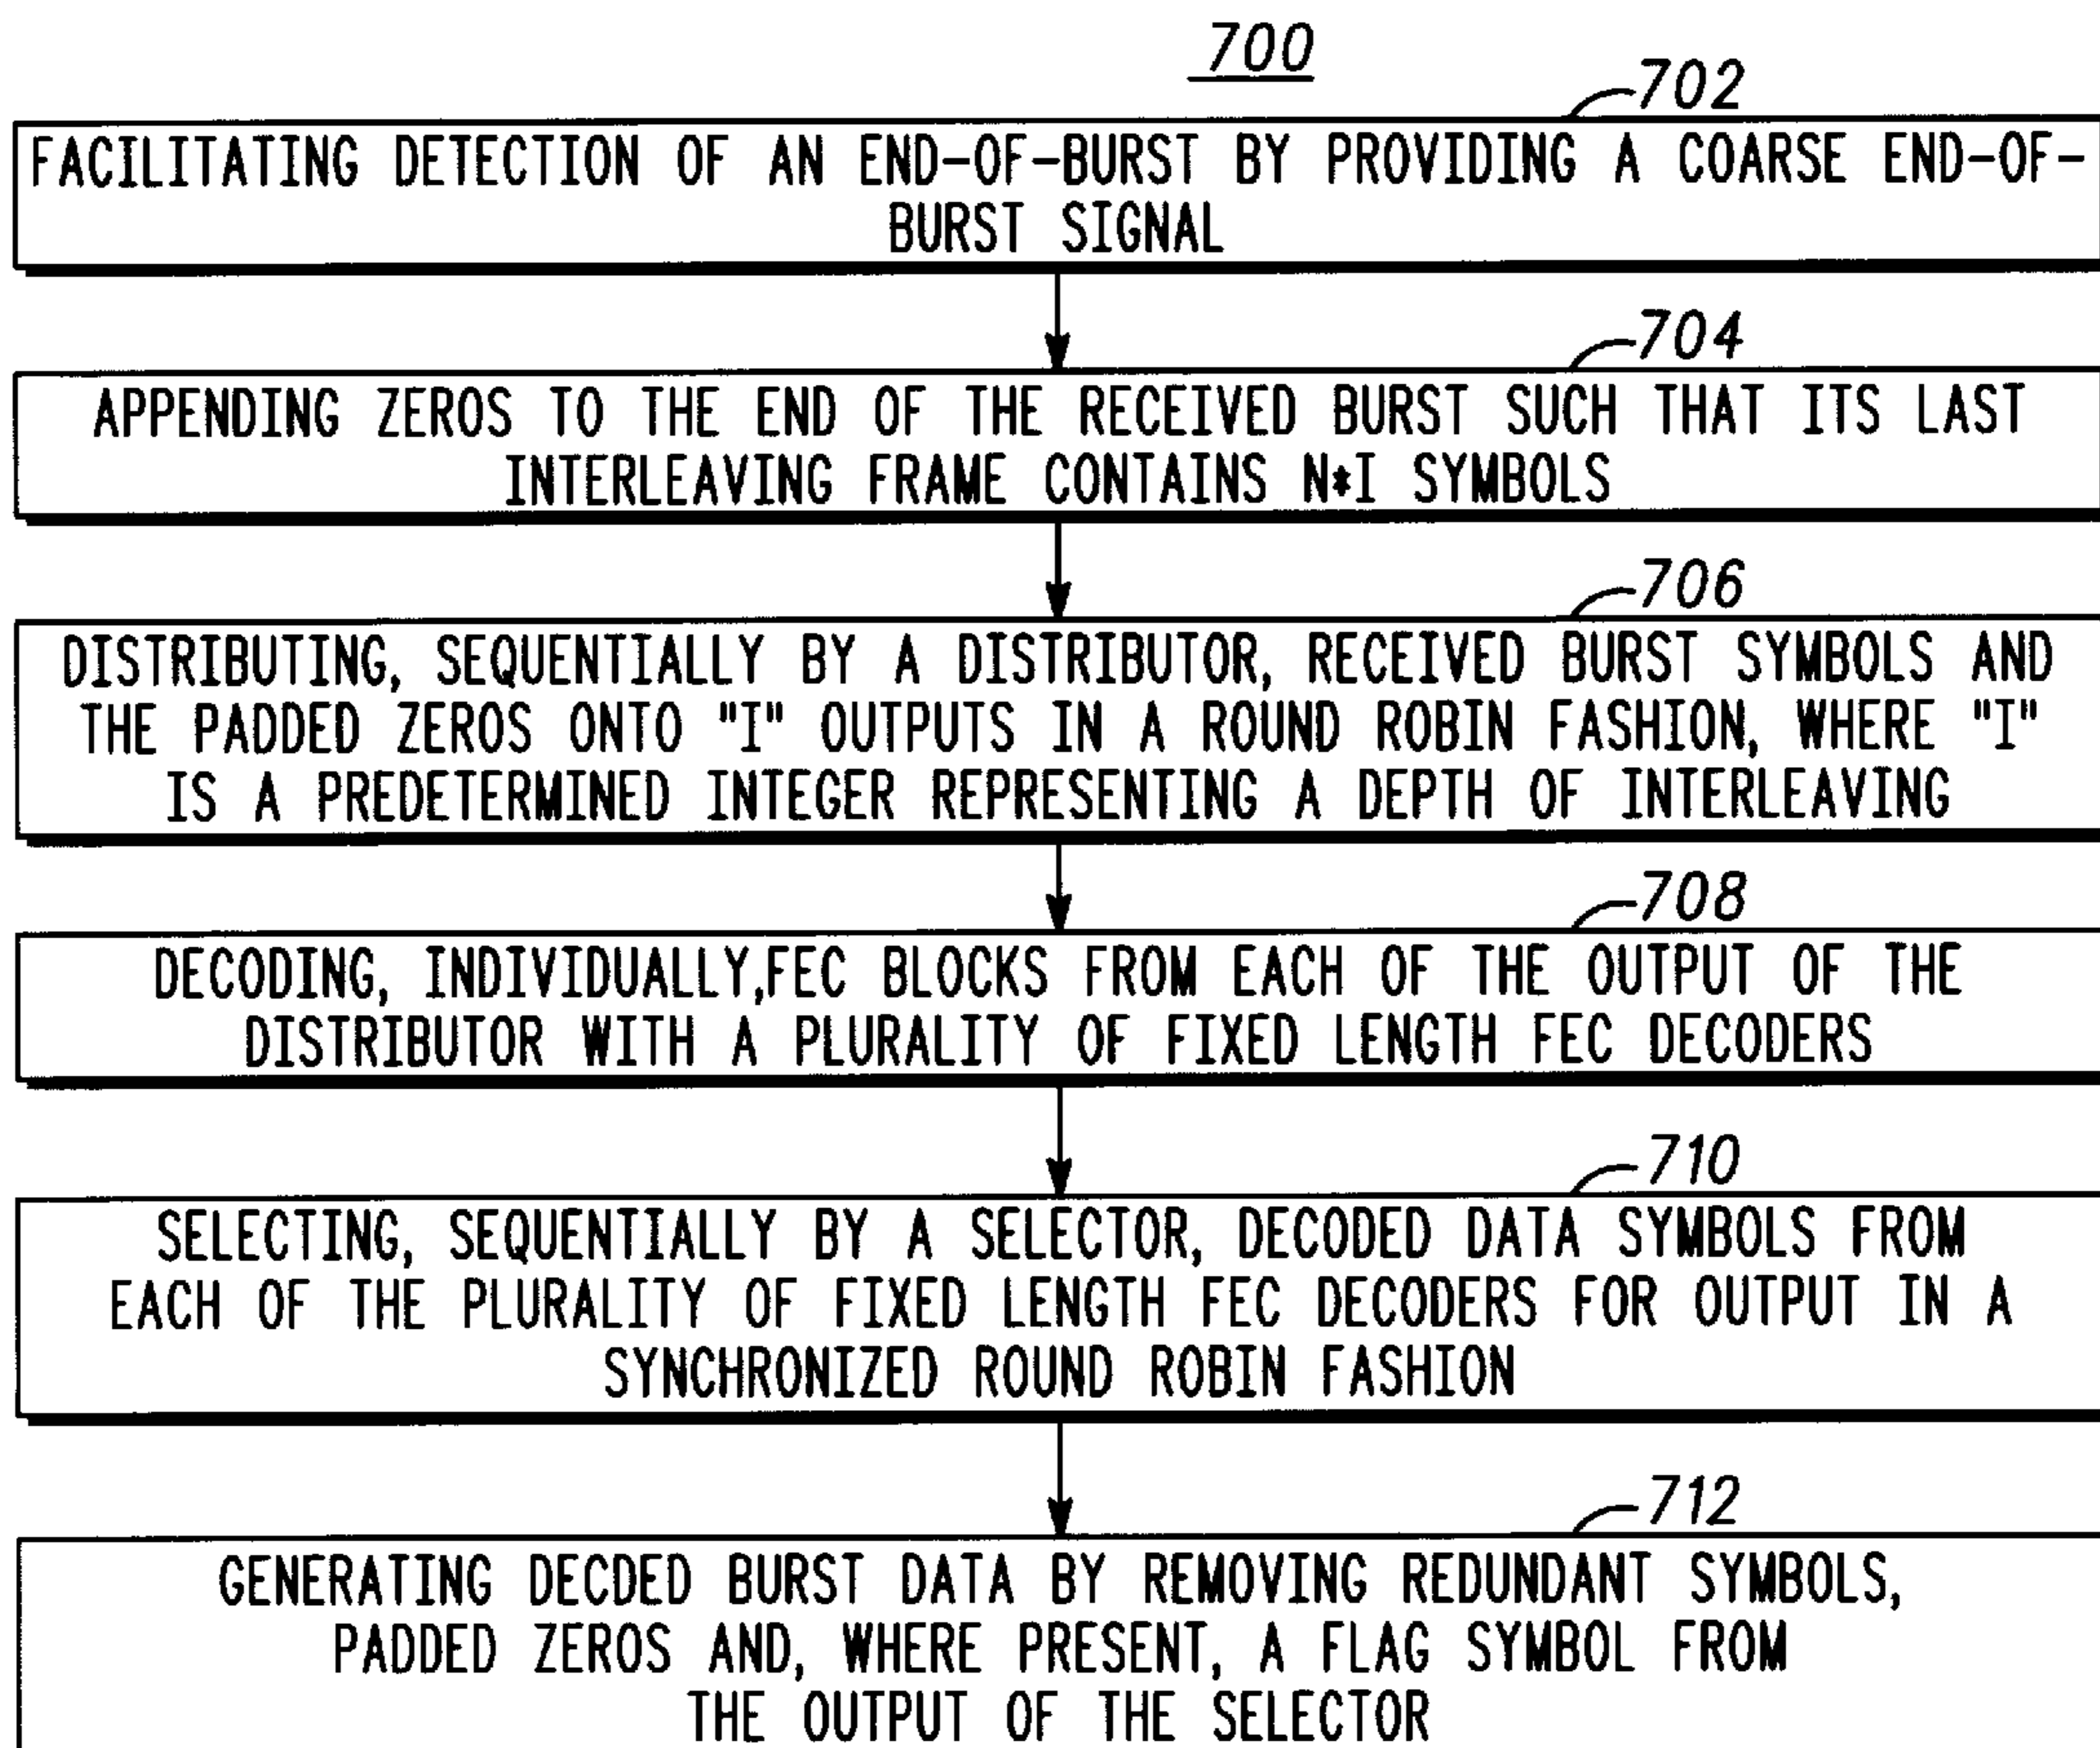 700
702
FACILITATING DETECTION OF AN END-OF-BURST BY PROVIDING A COARSE END-OF-
BURST SIGNAL
704
APPENDING ZEROS TO THE END OF THE RECEIVED BURST SUCH THAT ITS LAST
INTERLEAVING FRAME CONTAINS N*I SYMBOLS
706
DISTRIBUTING, SEQUENTIALLY BY A DISTRIBUTOR, RECEIVED BURST SYMBOLS AND
THE PADDED ZEROS ONTO "I" OUTPUTS IN A ROUND ROBIN FASHION, WHERE "I"
IS A PREDETERMINED INTEGER REPRESENTING A DEPTH OF INTERLEAVING
708
DECODING, INDIVIDUALLY,FEC BLOCKS FROM EACH OF THE OUTPUT OF THE
DISTRIBUTOR WITH A PLURALITY OF FIXED LENGTH FEC DECODERS
710
SELECTING, SEQUENTIALLY BY A SELECTOR, DECODED DATA SYMBOLS FROM
EACH OF THE PLURALITY OF FIXED LENGTH FEC DECODERS FOR OUTPUT IN A
SYNCHRONIZED ROUND ROBIN FASHION
712
GENERATING DECDED BURST DATA BY REMOVING REDUNDANT SYMBOLS,
PADDED ZEROS AND, WHERE PRESENT, A FLAG SYMBOL FROM
THE OUTPUT OF THE SELECTOR